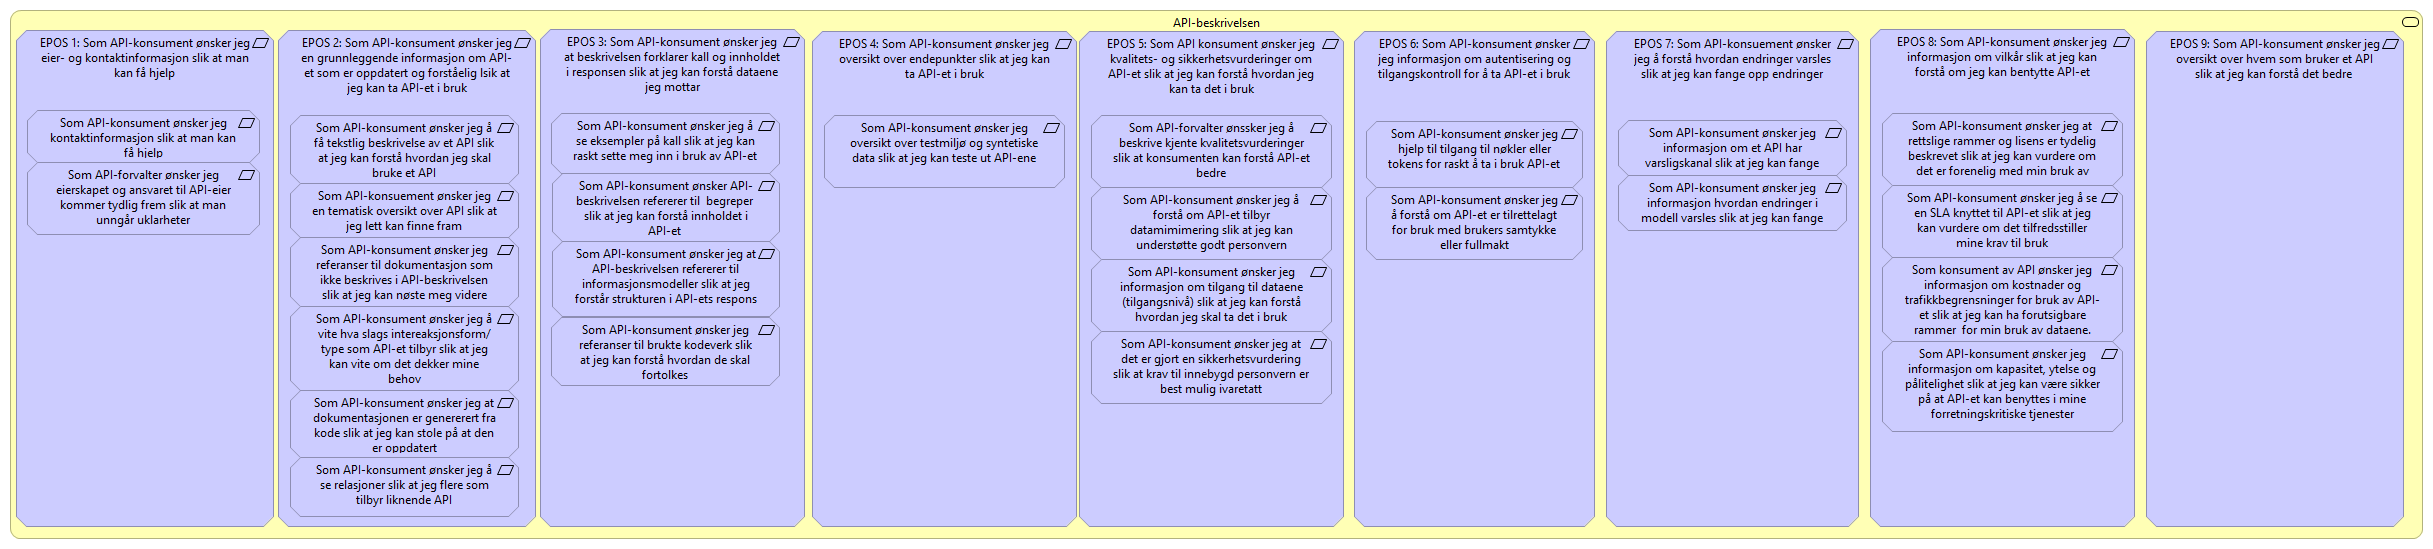 API-beskrivelsen
EPOS 1: Som API-konsument ønsker jeg
eier- og kontaktinformasjon slik at man
kan få hjelp
Som API-konsument ønsker jeg
kontaktinformasjon slik at man kan
få hjelp
Som API-forvalter ønsker jeg
eierskapet og ansvaret til API-eier
kommer tydlig frem slik at man
unngår uklarheter
EPOS 2: Som API-konsument ønsker jeg
en grunnleggende informasjon om API-
et som er oppdatert og forståelig lsik at
jeg kan ta API-et i bruk
Som API-konsument ønsker jeg å
få tekstlig beskrivelse av et API slik
at jeg kan forstå hvordan jeg skal
bruke et API
Som API-konsuement ønsker jeg
en tematisk oversikt over API slik at
jeg lett kan finne fram
Som API-konsument ønsker jeg
referanser til dokumentasjon som
ikke beskrives i API-beskrivelsen
slik at jeg kan nøste meg videre
Som API-konsument ønsker jeg å
vite hva slags intereaksjonsform/
type som API-et tilbyr slik at jeg
kan vite om det dekker mine
behov
Som API-konsument ønsker jeg at
dokumentasjonen er genererert fra
kode slik at jeg kan stole på at den
er oppdatert
Som API-konsument ønsker jeg å
se relasjoner slik at jeg flere som
tilbyr liknende API
EPOS 3: Som API-konsument ønsker jeg
at beskrivelsen forklarer kall og innholdet
i responsen slik at jeg kan forstå dataene
jeg mottar
Som API-konsument ønsker jeg å
se eksempler på kall slik at jeg kan
raskt sette meg inn i bruk av API-et
Som API-konsument ønsker API-
beskrivelsen refererer til  begreper
slik at jeg kan forstå innholdet i
API-et
Som API-konsument ønsker jeg at
API-beskrivelsen refererer til
informasjonsmodeller slik at jeg
forstår strukturen i API-ets respons
Som API-konsument ønsker jeg
referanser til brukte kodeverk slik
at jeg kan forstå hvordan de skal
fortolkes
EPOS 4: Som API-konsument ønsker jeg
oversikt over endepunkter slik at jeg kan
ta API-et i bruk
Som API-konsument ønsker jeg
oversikt over testmiljø og syntetiske
data slik at jeg kan teste ut API-ene
EPOS 5: Som API konsument ønsker jeg
kvalitets- og sikkerhetsvurderinger om
API-et slik at jeg kan forstå hvordan jeg
kan ta det i bruk
Som API-forvalter ønssker jeg å
beskrive kjente kvalitetsvurderinger
slik at konsumenten kan forstå API-et
bedre
Som API-konsument ønsker jeg å
forstå om API-et tilbyr
datamimimering slik at jeg kan
understøtte godt personvern
Som API-konsument ønsker jeg
informasjon om tilgang til dataene
(tilgangsnivå) slik at jeg kan forstå
hvordan jeg skal ta det i bruk
Som API-konsument ønsker jeg at
det er gjort en sikkerhetsvurdering
slik at krav til innebygd personvern er
best mulig ivaretatt
EPOS 6: Som API-konsument ønsker
jeg informasjon om autentisering og
tilgangskontroll for å ta API-et i bruk
Som API-konsument ønsker jeg
hjelp til tilgang til nøkler eller
tokens for raskt å ta i bruk API-et
Som API-konsument ønsker jeg
å forstå om API-et er tilrettelagt
for bruk med brukers samtykke
eller fullmakt
EPOS 7: Som API-konsuement ønsker
jeg å forstå hvordan endringer varsles
slik at jeg kan fange opp endringer
Som API-konsument ønsker jeg
informasjon om et API har
varsligskanal slik at jeg kan fange
Som API-konsument ønsker jeg
informasjon hvordan endringer i
modell varsles slik at jeg kan fange
EPOS 8: Som API-konsument ønsker jeg
informasjon om vilkår slik at jeg kan
forstå om jeg kan bentytte API-et
Som API-konsument ønsker jeg at
rettslige rammer og lisens er tydelig
beskrevet slik at jeg kan vurdere om
det er forenelig med min bruk av
Som API-konsument ønsker jeg å se
en SLA knyttet til API-et slik at jeg
kan vurdere om det tilfredsstiller
mine krav til bruk
Som konsument av API ønsker jeg
informasjon om kostnader og
trafikkbegrensninger for bruk av API-
et slik at jeg kan ha forutsigbare
rammer  for min bruk av dataene.
Som API-konsument ønsker jeg
informasjon om kapasitet, ytelse og
pålitelighet slik at jeg kan være sikker
på at API-et kan benyttes i mine
forretningskritiske tjenester
EPOS 9: Som API-konsument ønsker jeg
oversikt over hvem som bruker et API
slik at jeg kan forstå det bedre